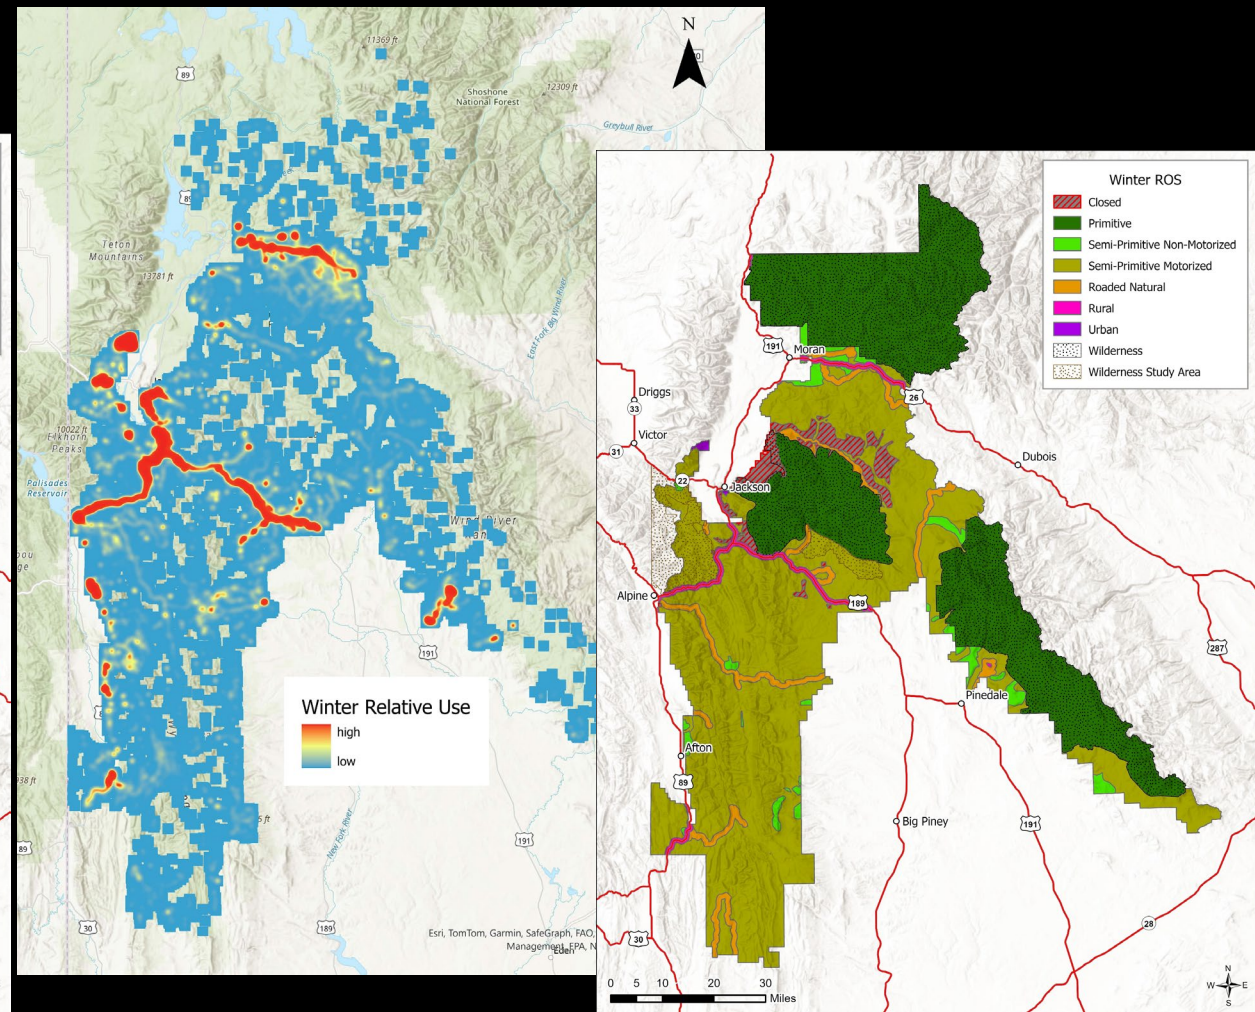 N
11369 ft
89
Shoshone
National Forest
12309 ft
Greybull River
Teton
Mountains
13781 ft
East Fork Big Wind River
10022 ft
Elkhorn
Peaks
Palisades
Reservoir
Wind River
191
Winter Relative Use
high
low
New Fork River
191
89
30
189
Esri, TomTom, Garmin, SafeGraph, FAO,
Management, EPA, N
Eden
Winter ROS
Closed
Primitive
Semi-Primitive Non-Motorized
Semi-Primitive Motorized
Roaded Natural
Rural
Urban
Wilderness
Wilderness Study Area
191
Moran
26
Driggs
33
Victor
31
22
Jackson
Dubois
Alpine
189
287
Pinedale
Afton
89
Big Piney
191
28
30
0 5 10 20 30
Miles
N
W E
S